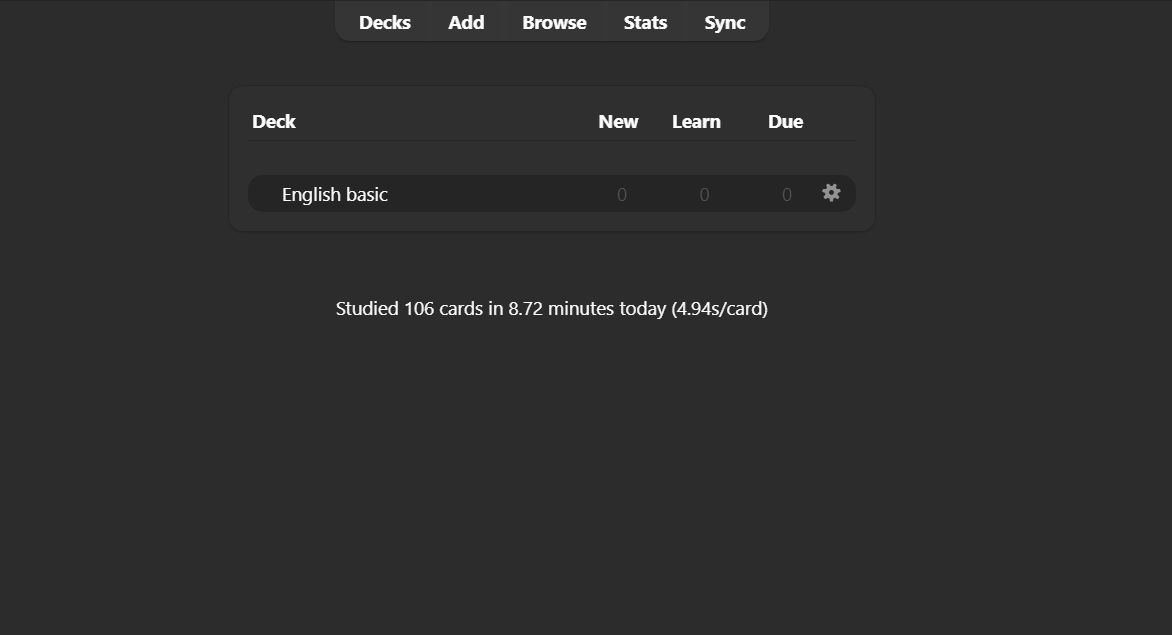 Decks Add Browse Stats Sync
Deck New Learn Due
English basic 0 0 0
Studied 106 cards in 8.72 minutes today (4.94s/card)